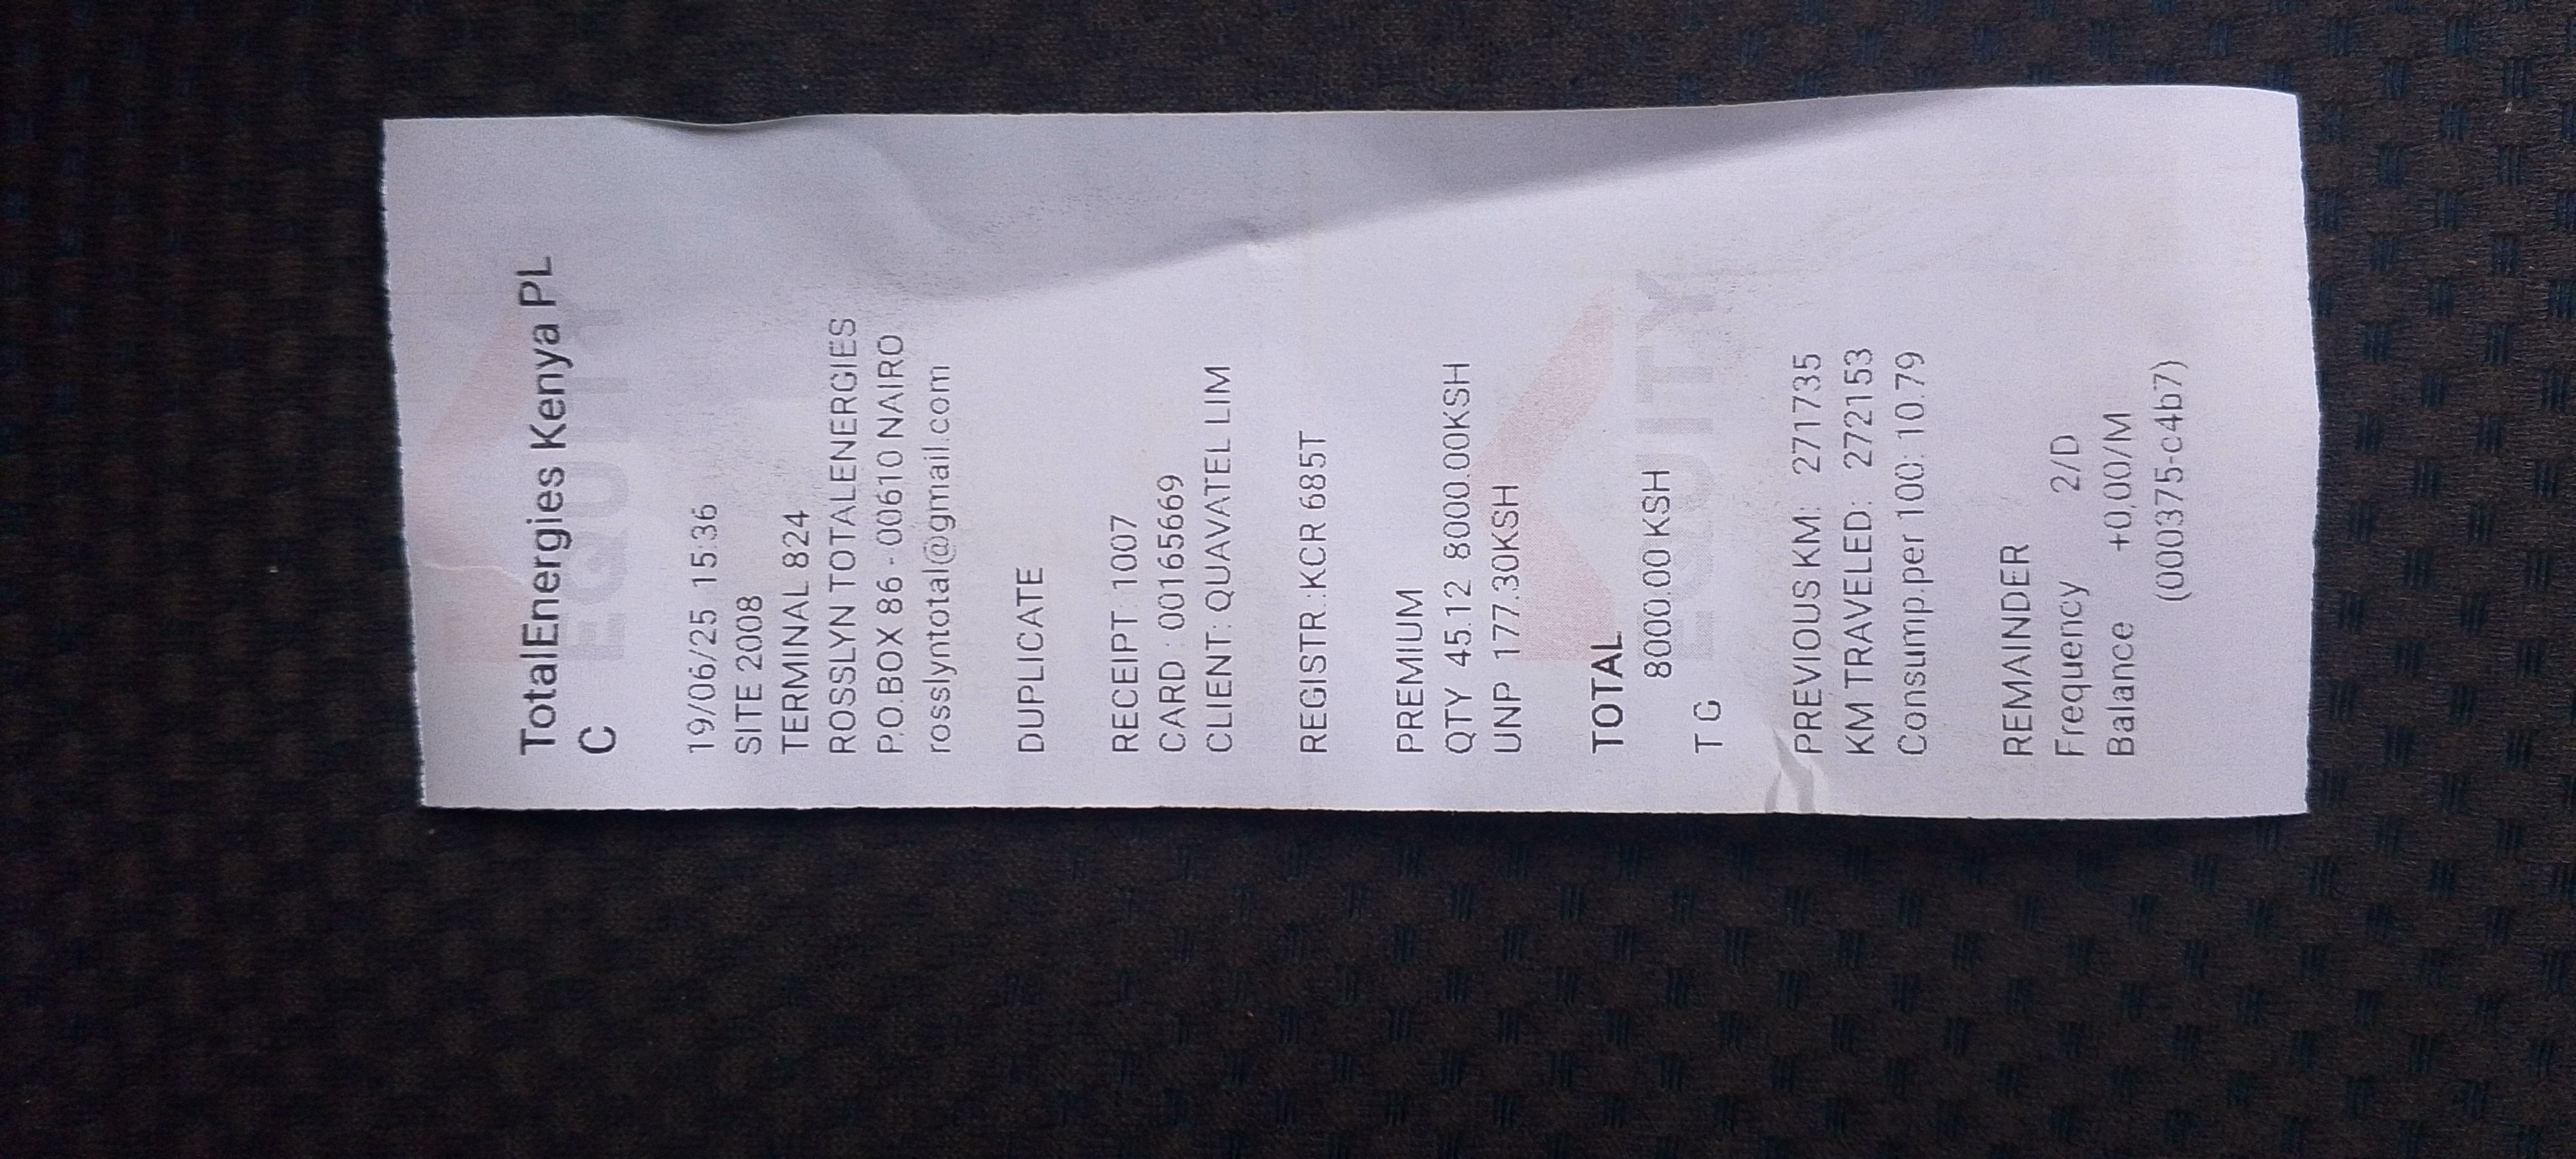 TotalEnergies Kenya PL
C
19/06/25 15:36
SITE 2008
TERMINAL 824
ROSSLYN TOTALENERGIES
P.O.BOX 86 - 00610 NAIRO
rosslyntotal@gmail.com
DUPLICATE
RECEIPT: 1007
CARD : 00165669
CLIENT: QUAVATEL LIM
REGISTR.:KCR 685T
PREMIUM
QTY 45.12 8000.00KSH
UNP 177.30KSH
TOTAL
8000.00 KSH
T G
PREVIOUS KM: 271735
KM TRAVELED: 272153
Consump.per 100: 10.79
REMAINDER
Frequency 2/D
Balance +0,00/M
(000375-c4b7)
EQUITY
EQUITY